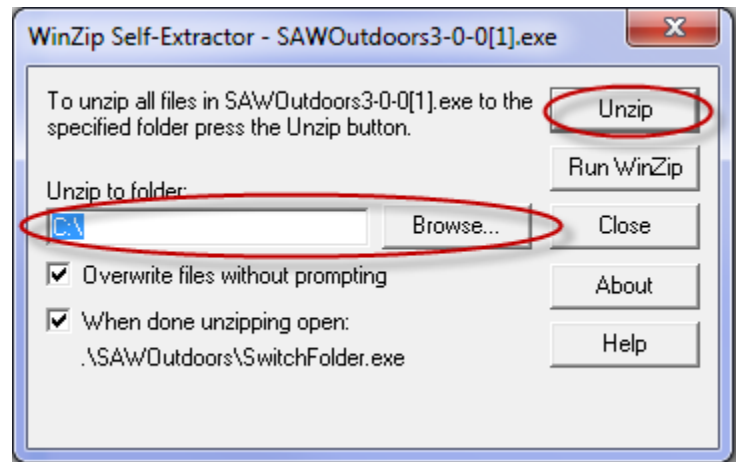 WinZip Self-Extractor - SAWOutdoors3-0-0[1].exe
To unzip all files in SAWOutdoors3-0-0[1].exe to the
specified folder press the Unzip button.
Unzip
Run WinZip
Unzip to folder:
C:\
Browse...
Close
Overwrite files without prompting
About
When done unzipping open:
.\SAWOutdoors\SwitchFolder.exe
Help